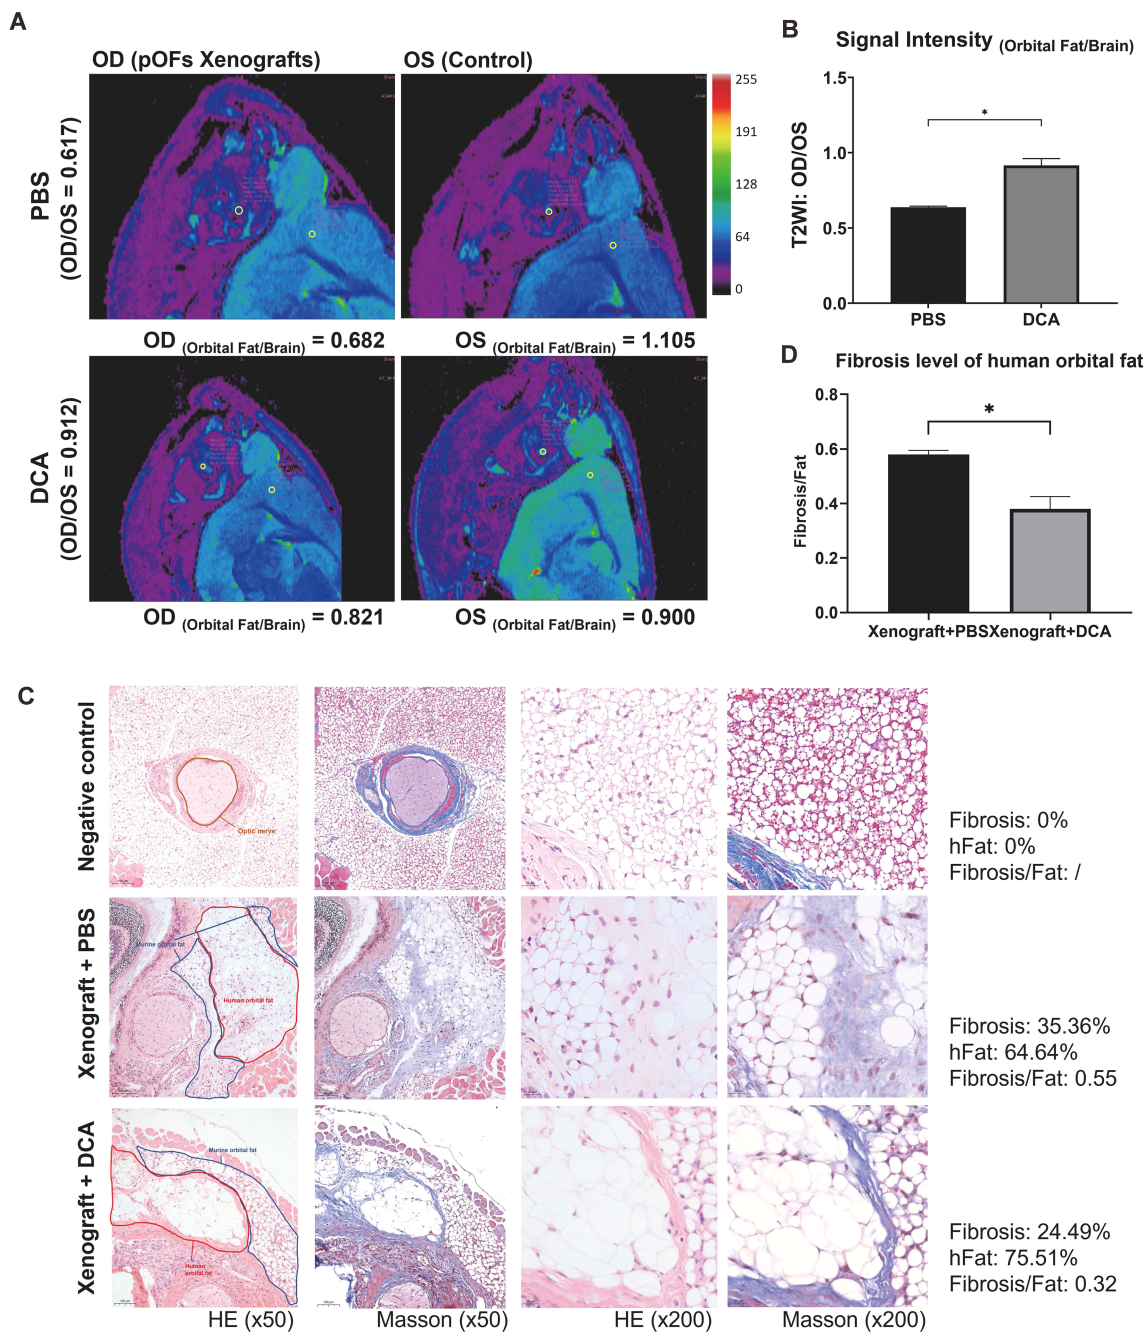 A
OD (pOFs Xenografts)
OS (Control)
PBS
(OD/OS = 0.617)
255
191
128
64
0
OD (Orbital Fat/Brain) = 0.682
OS (Orbital Fat/Brain) = 1.105
DCA
(OD/OS = 0.912)
OD (Orbital Fat/Brain) = 0.821
OS (Orbital Fat/Brain) = 0.900
B
Signal Intensity (Orbital Fat/Brain)
T2WI: OD/OS
1.5
1.0
0.5
0.0
*
PBS
DCA
D
Fibrosis level of human orbital fat
Fibrosis/Fat
0.8
0.6
0.4
0.2
0.0
*
Xenograft+PBS
Xenograft+DCA
C
Negative control
Optic nerve
Fibrosis: 0%
hFat: 0%
Fibrosis/Fat: /
Xenograft + PBS
Murine orbital fat
Human orbital fat
Fibrosis: 35.36%
hFat: 64.64%
Fibrosis/Fat: 0.55
Xenograft + DCA
Murine orbital fat
Human
orbital fat
Fibrosis: 24.49%
hFat: 75.51%
Fibrosis/Fat: 0.32
HE (x50)
Masson (x50)
HE (x200)
Masson (x200)